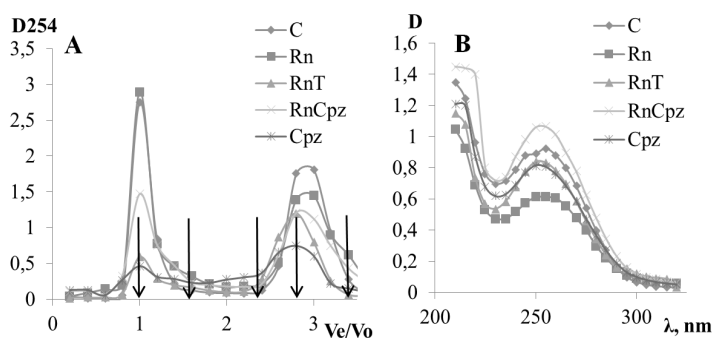 D254
A
C
Rn
RnT
RnCpz
Cpz
3,5
3
2,5
2
1,5
1
0,5
0
0
1
2
3
Ve/Vo
D
B
C
Rn
RnT
RnCpz
Cpz
1,6
1,4
1,2
1
0,8
0,6
0,4
0,2
0
200
250
300
λ, nm